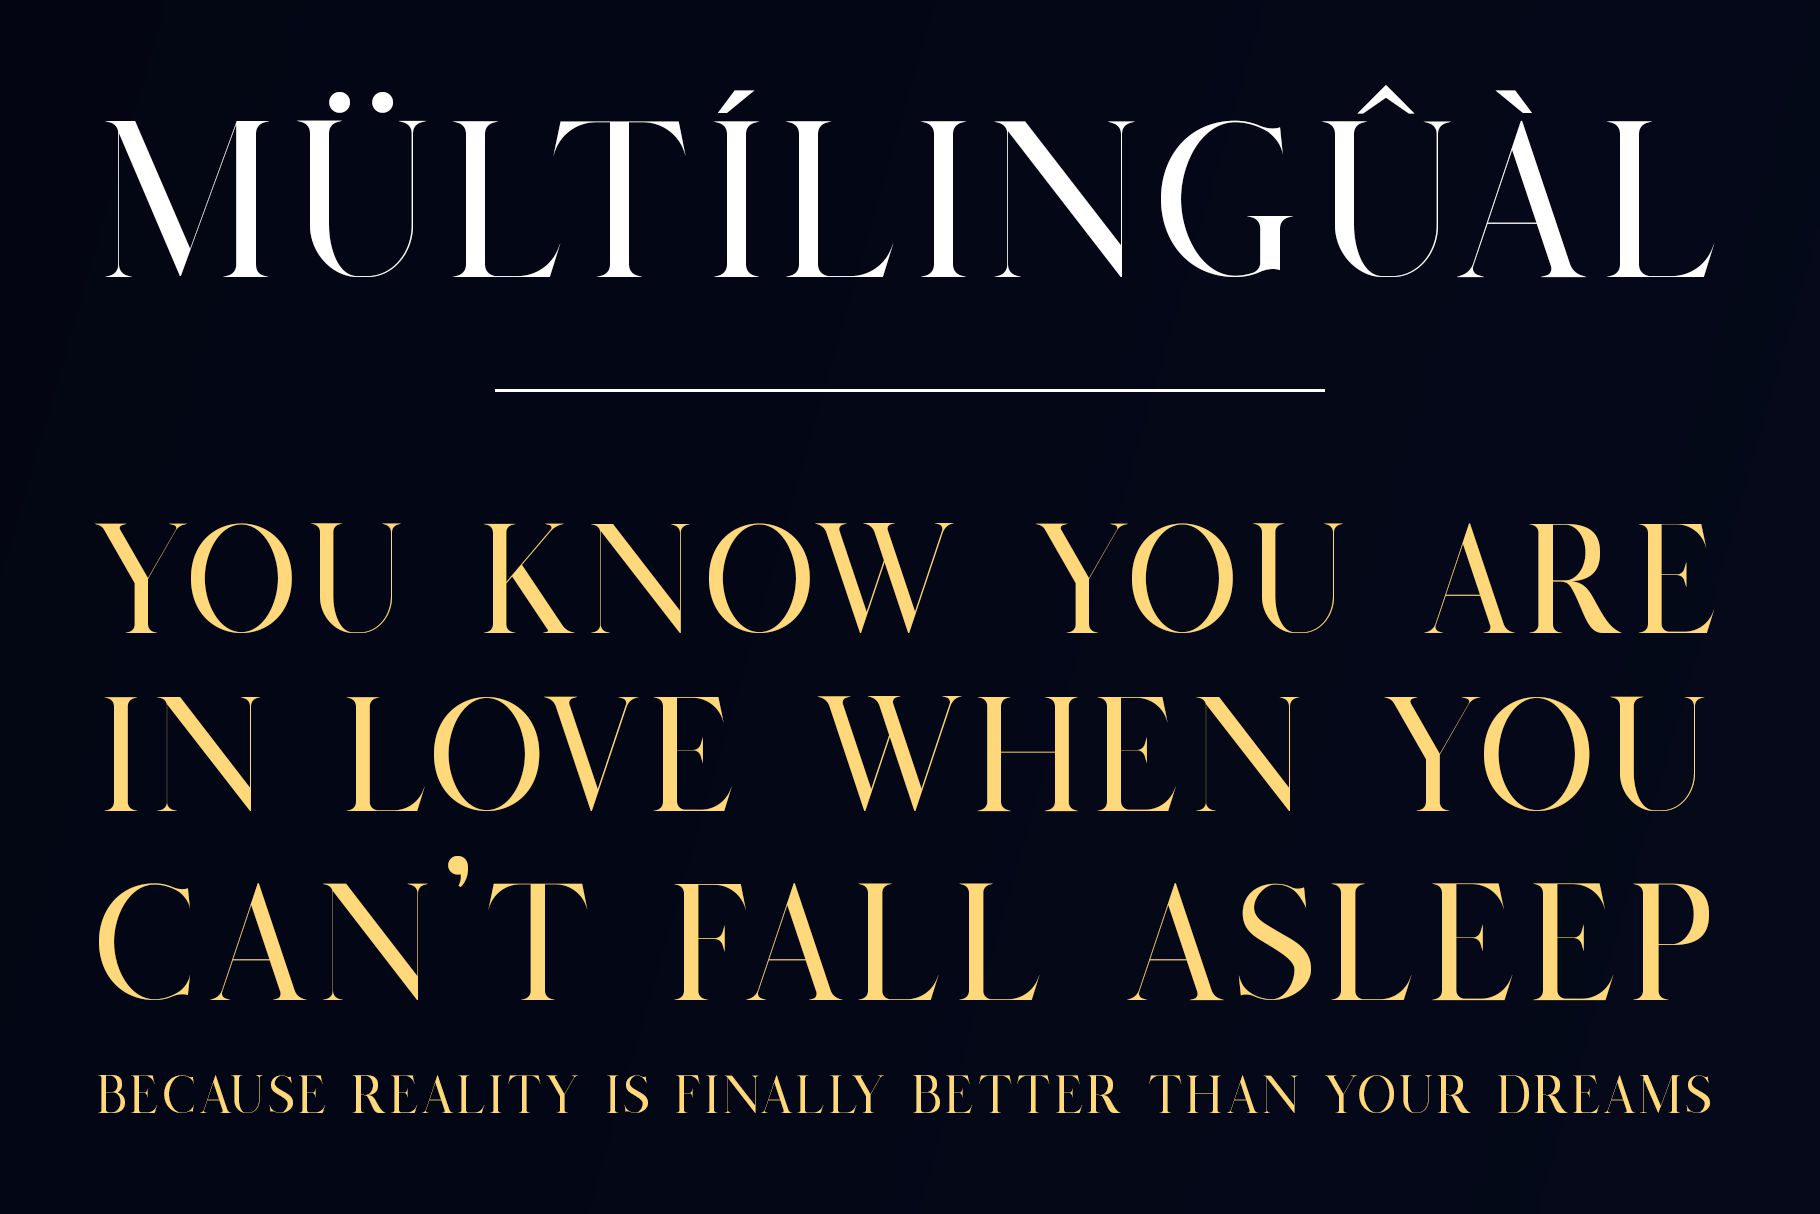 MÜLTÍLINGÛÀL
YOU KNOW YOU ARE
IN LOVE WHEN YOU
CAN’T FALL ASLEEP
BECAUSE REALITY IS FINALLY BETTER THAN YOUR DREAMS